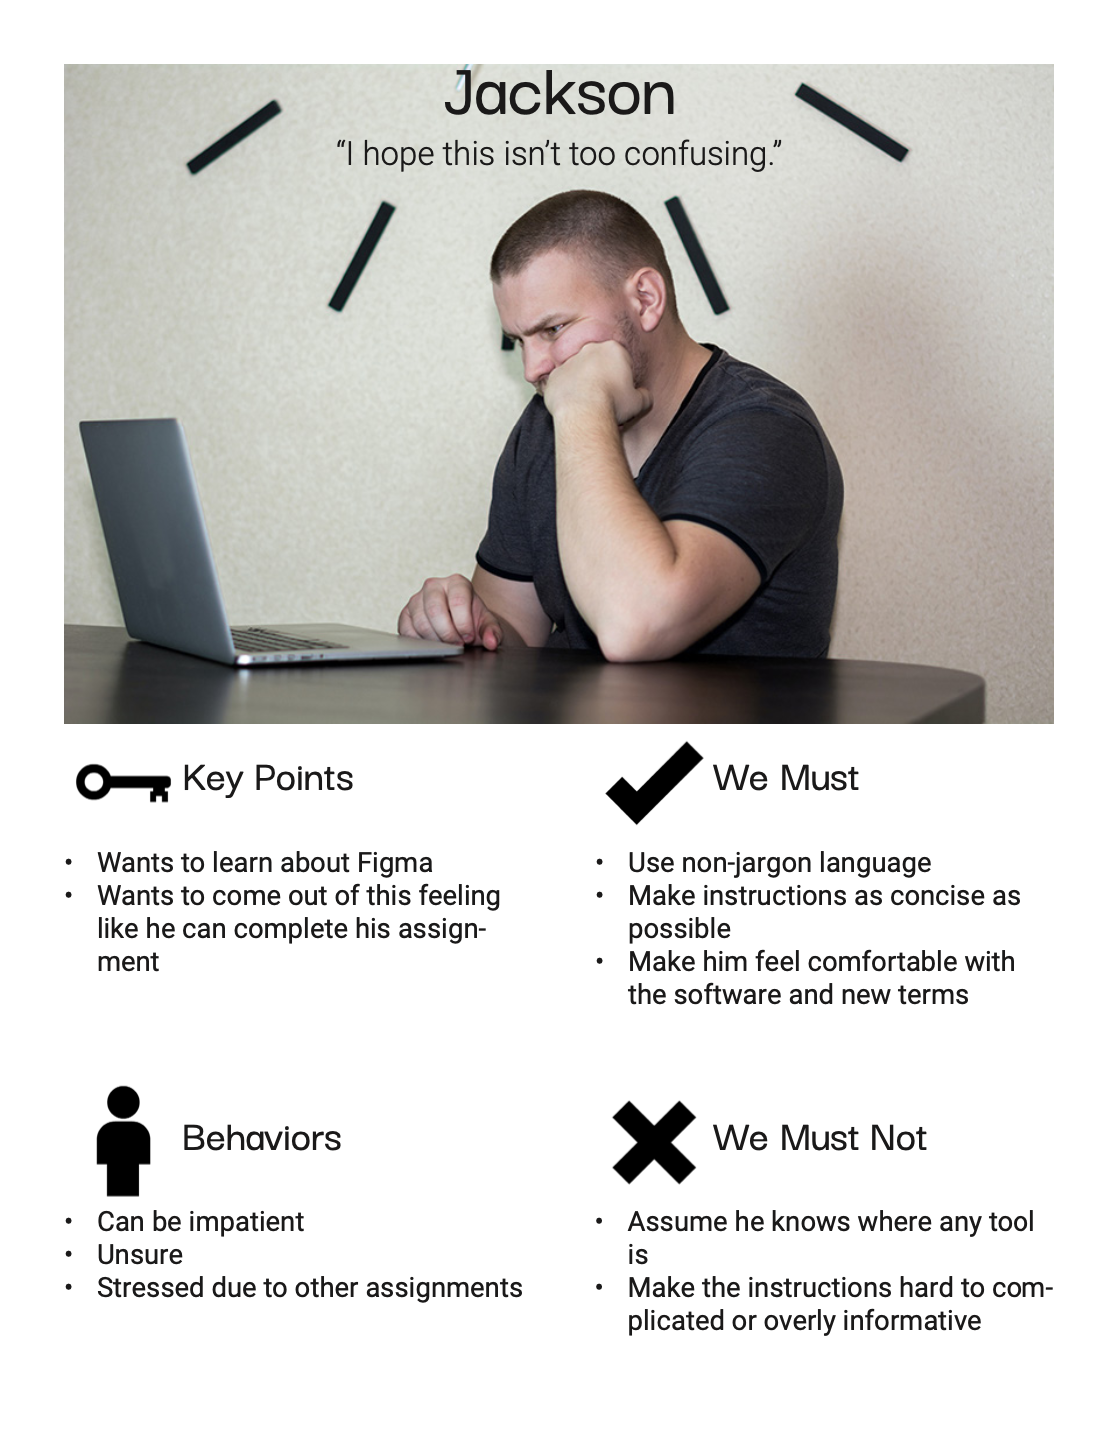 Jackson
“I hope this isn’t too confusing.”
Key Points
• Wants to learn about Figma
• Wants to come out of this feeling
like he can complete his assign-
ment
We Must
• Use non-jargon language
• Make instructions as concise as
possible
• Make him feel comfortable with
the software and new terms
Behaviors
• Can be impatient
• Unsure
• Stressed due to other assignments
We Must Not
• Assume he knows where any tool
is
• Make the instructions hard to com-
plicated or overly informative